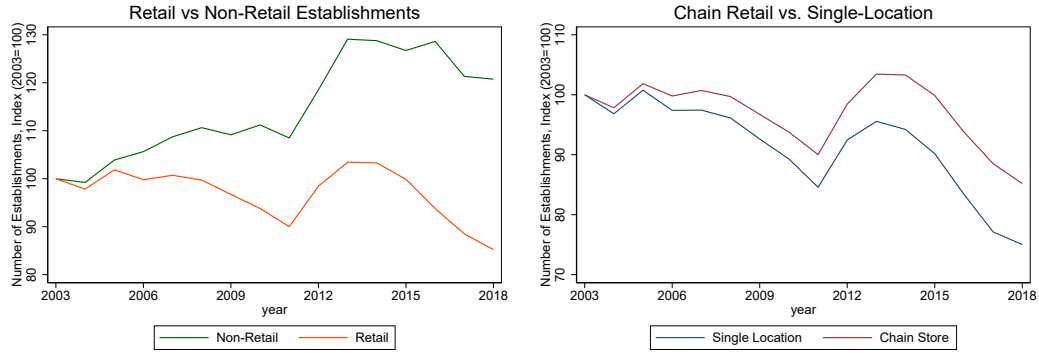 Retail vs Non-Retail Establishments
Number of Establishments, Index (2003=100)
130
120
110
100
90
80
2003 2006 2009 2012 2015 2018
year
Non-Retail Retail
Chain Retail vs. Single-Location
Number of Establishments, Index (2003=100)
110
100
90
80
70
2003 2006 2009 2012 2015 2018
year
Single Location Chain Store